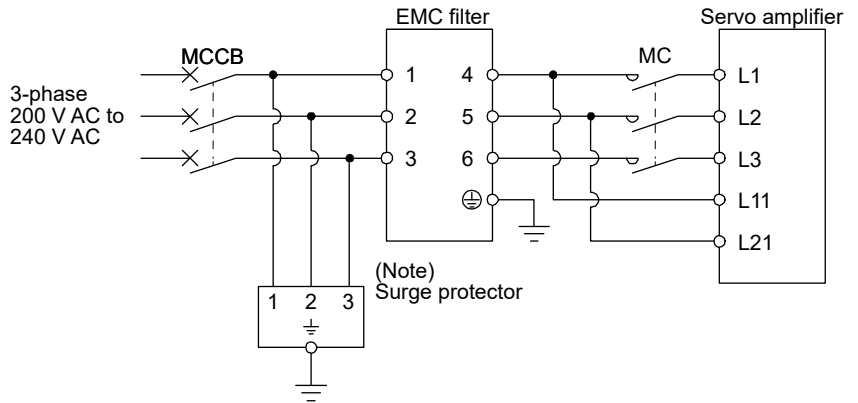 EMC filter
Servo amplifier
MCCB
MC
3-phase
200 V AC to
240 V AC
1
4
L1
2
5
L2
3
6
L3
L11
L21
(Note)
Surge protector
1 2 3